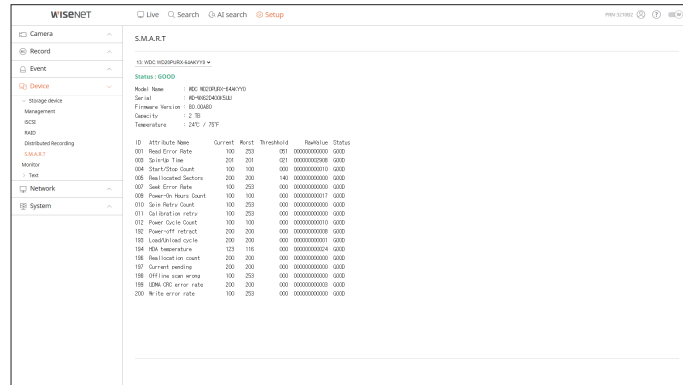 WISENET
Live Search AI search Setup
PRN-3210B2
Camera
Record
Event
Device
Storage device
Management
iSCSI
RAID
Distributed Recording
S.M.A.R.T
Monitor
Text
Network
System
S.M.A.R.T
13: WDC WD20PURX-64AKYY0
Status : GOOD
Model Name : WDC WD20PURX-64AKYY0
Serial :
Firmware Version : 80.00A80
Capacity : 2 TB
Temperature : 24℃ / 75℉
ID Attribute Name Current Worst Threshhold RawValue Status
001 Read Error Rate 100 253 051 000000000000 GOOD
003 Spin-Up Time 201 201 021 000000002908 GOOD
004 Start/Stop Count 100 100 000 000000000010 GOOD
005 Reallocated Sectors 200 200 140 000000000000 GOOD
007 Seek Error Rate 100 253 000 000000000000 GOOD
009 Power-On Hours Count 100 100 000 000000000017 GOOD
010 Spin Retry Count 100 253 000 000000000000 GOOD
011 Calibration retry 100 253 000 000000000000 GOOD
012 Power Cycle Count 100 100 000 000000000010 GOOD
192 Power-off retract 200 200 000 000000000008 GOOD
193 Load/Unload cycle 200 200 000 000000000001 GOOD
194 HDA temperature 123 116 000 000000000024 GOOD
196 Reallocation count 200 200 000 000000000000 GOOD
197 Current pending 200 200 000 000000000000 GOOD
198 Offline scan wrong 100 253 000 000000000000 GOOD
199 UDMA CRC error rate 200 200 000 000000000003 GOOD
200 Write error rate 100 253 000 000000000000 GOOD